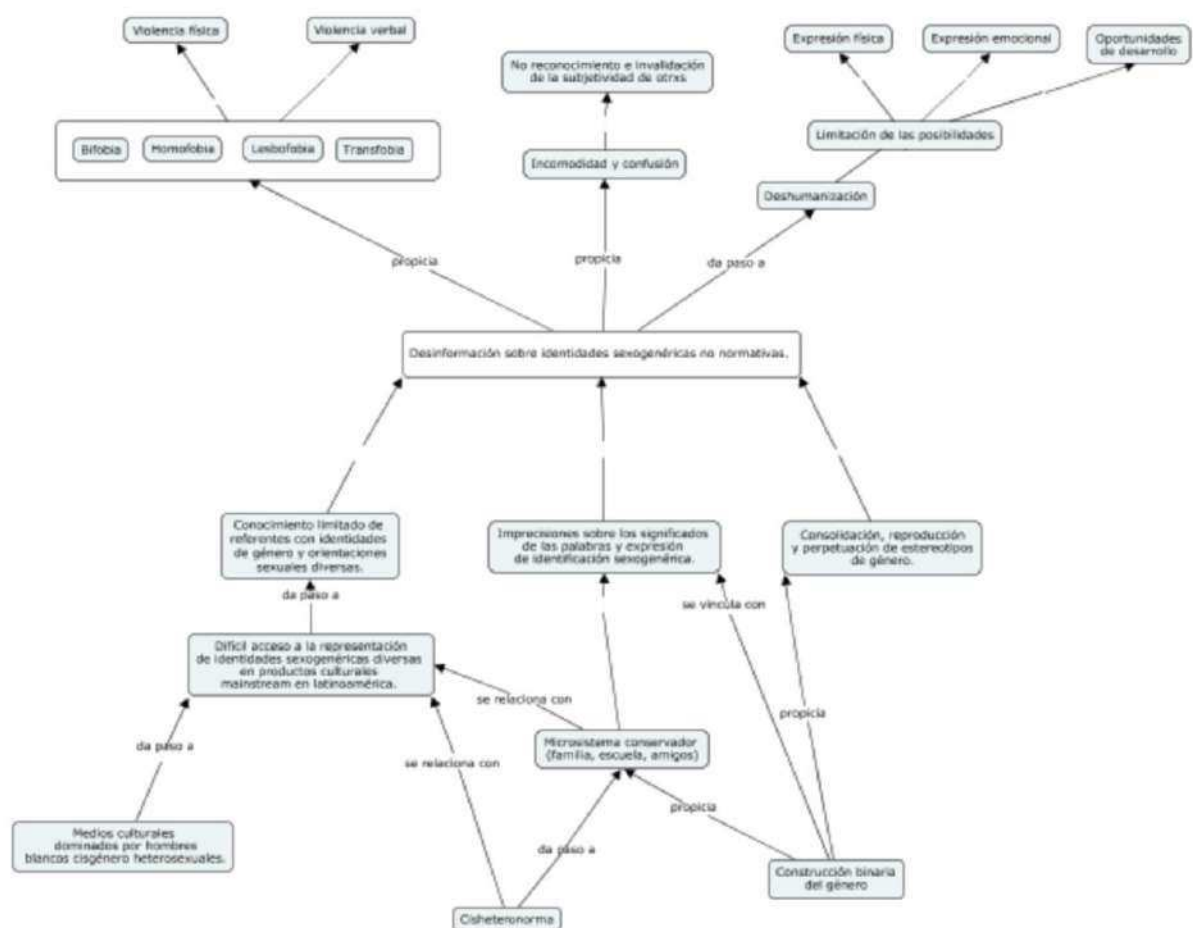 Violencia física
Violencia verbal
Expresión física
Expresión emocional
Oportunidades
de desarrollo
No reconocimiento e invalidación
de la subjetividad de otrxs
Limitación de las posibilidades
Bifobia
Homofobia
Lesbofobia
Transfobia
Incomodidad y confusión
Deshumanización
propicia
propicia
da paso a
Desinformación sobre identidades sexogenéricas no normativas.
Conocimiento limitado de
referentes con identidades
de género y orientaciones
sexuales diversas.
Imprecisiones sobre los significados
de las palabras y expresión
de identificación sexogenérica.
Consolidación, reproducción
y perpetuación de estereotipos
de género.
da paso a
se vincula con
Difícil acceso a la representación
de identidades sexogenéricas diversas
en productos culturales
mainstream en latinoamérica.
se relaciona con
propicia
da paso a
Microsistema conservador
(familia, escuela, amigos)
se relaciona con
propicia
Medios culturales
dominados por hombres
blancos cisgénero heterosexuales.
da paso a
Construcción binaria
del género
Cisheteronorma